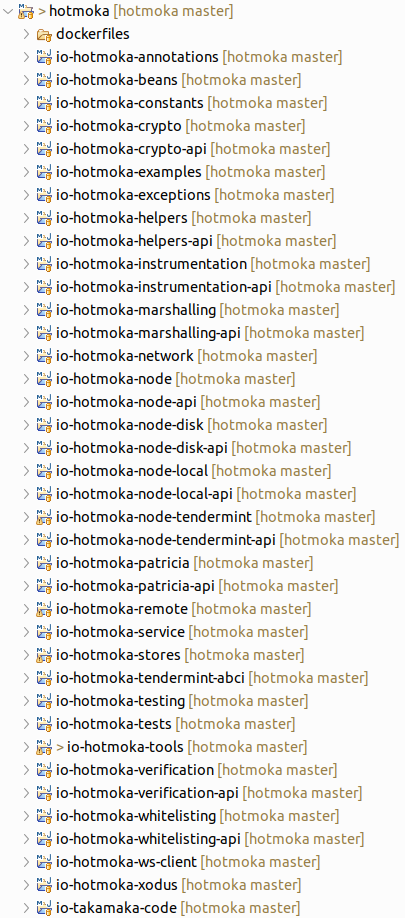 > hotmoka [hotmoka master]
dockerfiles
io-hotmoka-annotations [hotmoka master]
io-hotmoka-beans [hotmoka master]
io-hotmoka-constants [hotmoka master]
io-hotmoka-crypto [hotmoka master]
io-hotmoka-crypto-api [hotmoka master]
io-hotmoka-examples [hotmoka master]
io-hotmoka-exceptions [hotmoka master]
io-hotmoka-helpers [hotmoka master]
io-hotmoka-helpers-api [hotmoka master]
io-hotmoka-instrumentation [hotmoka master]
io-hotmoka-instrumentation-api [hotmoka master]
io-hotmoka-marshalling [hotmoka master]
io-hotmoka-marshalling-api [hotmoka master]
io-hotmoka-network [hotmoka master]
io-hotmoka-node [hotmoka master]
io-hotmoka-node-api [hotmoka master]
io-hotmoka-node-disk [hotmoka master]
io-hotmoka-node-disk-api [hotmoka master]
io-hotmoka-node-local [hotmoka master]
io-hotmoka-node-local-api [hotmoka master]
io-hotmoka-node-tendermint [hotmoka master]
io-hotmoka-node-tendermint-api [hotmoka master]
io-hotmoka-patricia [hotmoka master]
io-hotmoka-patricia-api [hotmoka master]
io-hotmoka-remote [hotmoka master]
io-hotmoka-service [hotmoka master]
io-hotmoka-stores [hotmoka master]
io-hotmoka-tendermint-abci [hotmoka master]
io-hotmoka-testing [hotmoka master]
io-hotmoka-tests [hotmoka master]
> io-hotmoka-tools [hotmoka master]
io-hotmoka-verification [hotmoka master]
io-hotmoka-verification-api [hotmoka master]
io-hotmoka-whitelisting [hotmoka master]
io-hotmoka-whitelisting-api [hotmoka master]
io-hotmoka-ws-client [hotmoka master]
io-hotmoka-xodus [hotmoka master]
io-takamaka-code [hotmoka master]